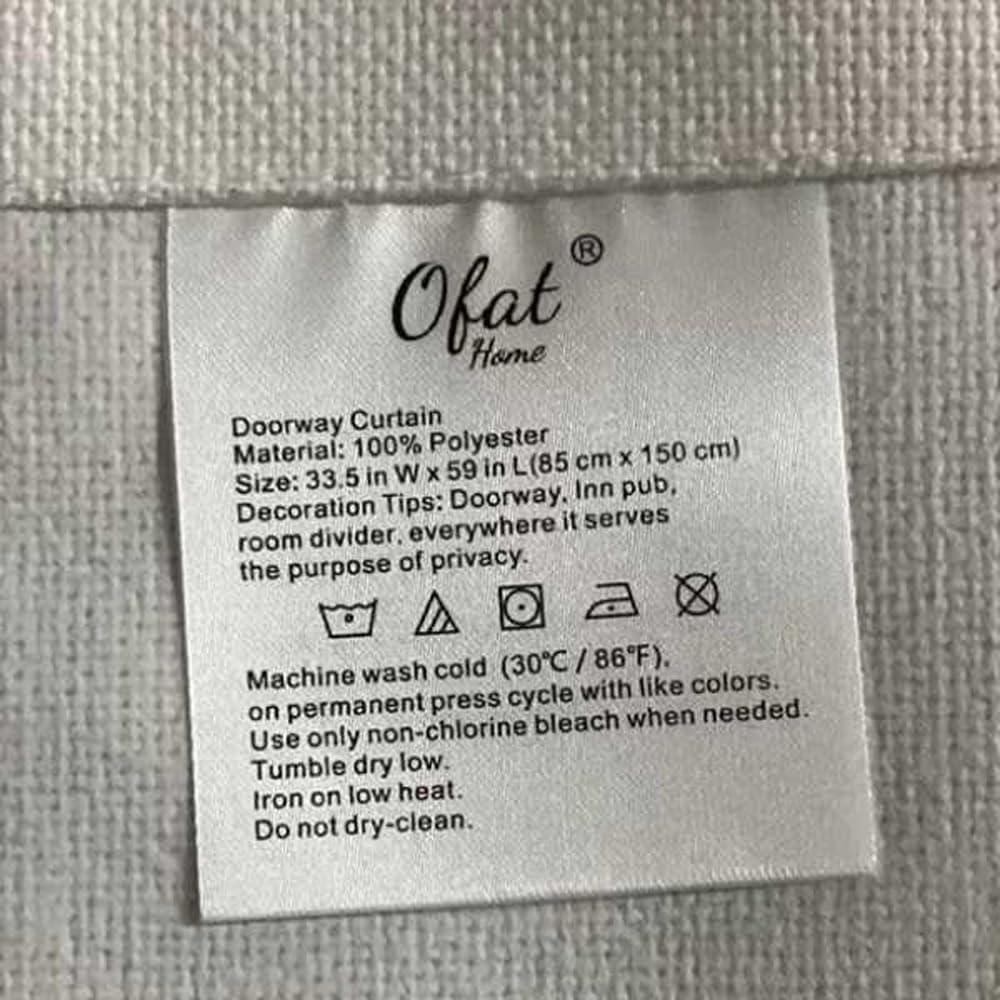 Ofat ®
Home
Doorway Curtain
Material: 100% Polyester
Size: 33.5 in W x 59 in L(85 cm x 150 cm)
Decoration Tips: Doorway, Inn pub,
room divider, everywhere it serves
the purpose of privacy.
Machine wash cold (30℃ / 86℉),
on permanent press cycle with like colors.
Use only non-chlorine bleach when needed.
Tumble dry low.
Iron on low heat.
Do not dry-clean.